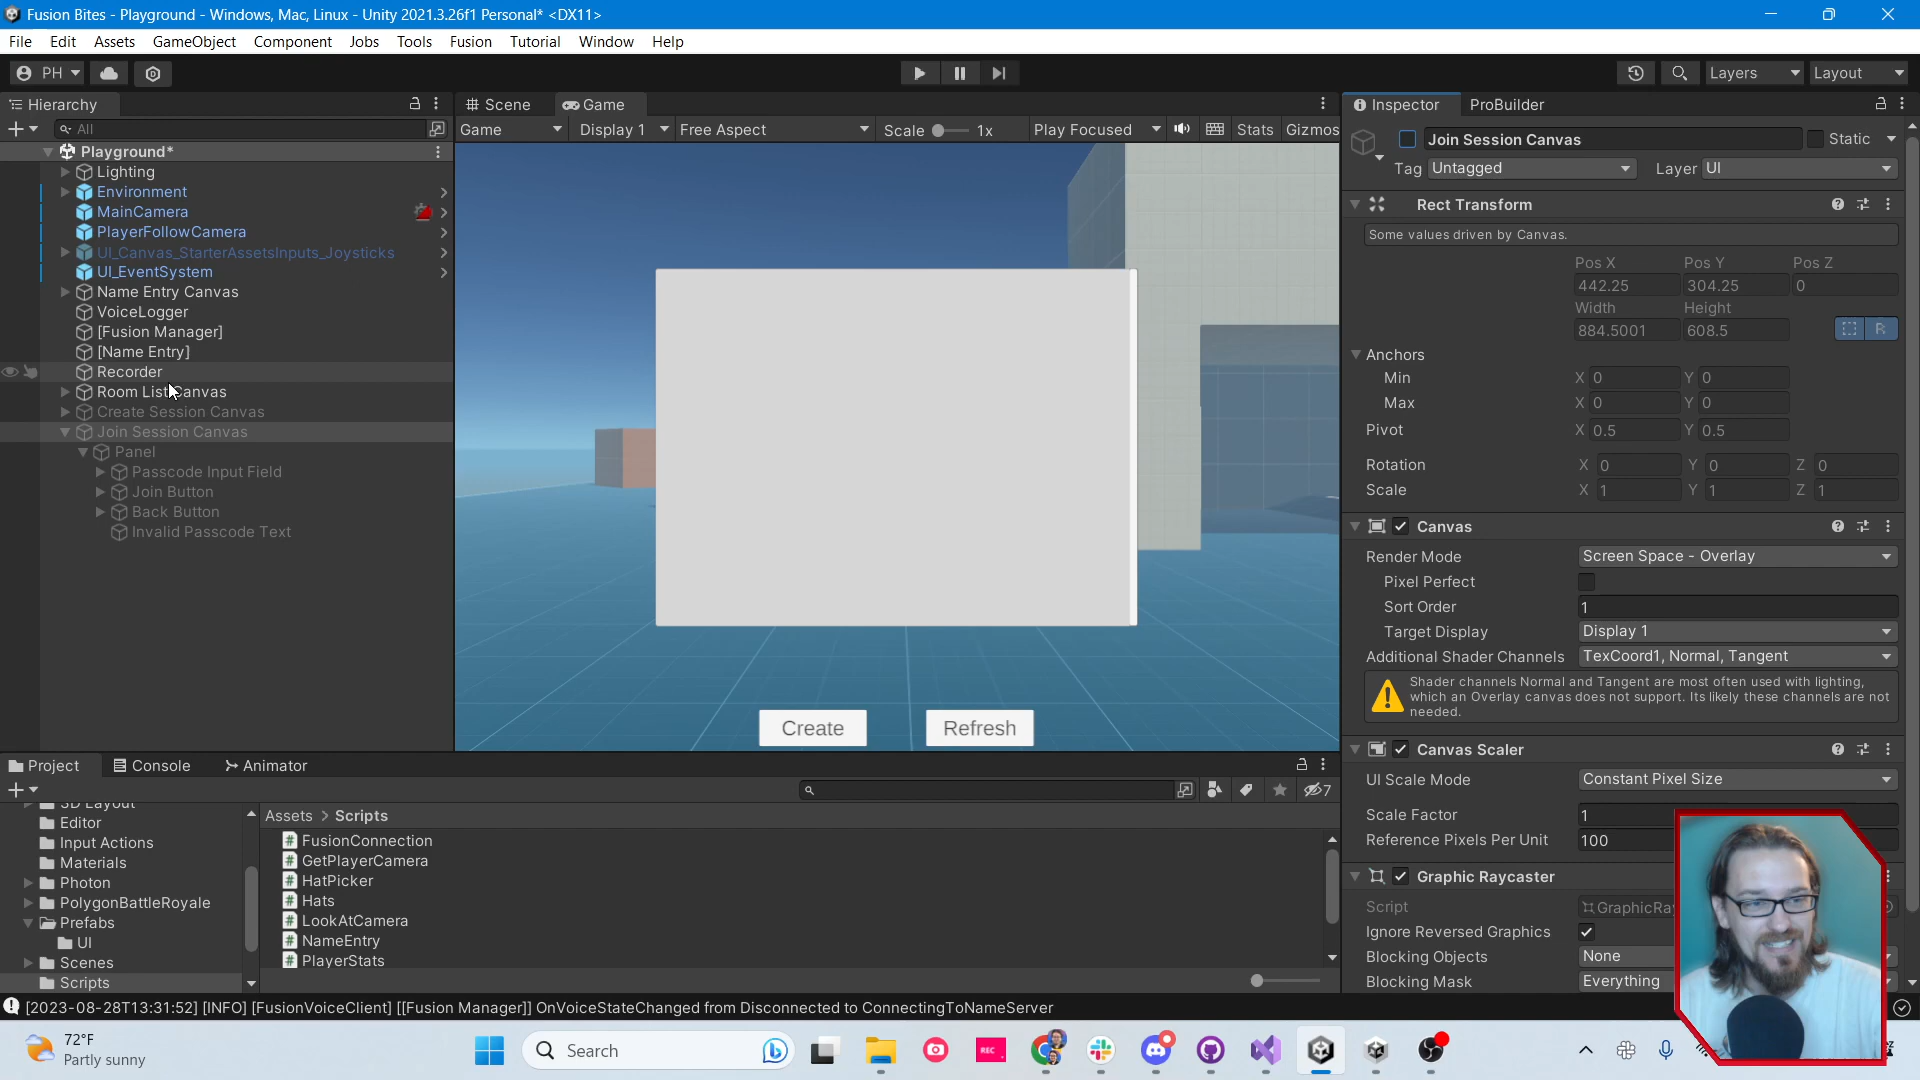 Fusion Bites - Playground - Windows, Mac, Linux - Unity 2021.3.26f1 Personal* <DX11>
File Edit Assets GameObject Component Jobs Tools Fusion Tutorial Window Help
PH Layers Layout
Hierarchy
All
Playground*
Lighting
Environment
MainCamera
PlayerFollowCamera
UI_Canvas_StarterAssetsInputs_Joysticks
UI_EventSystem
Name Entry Canvas
VoiceLogger
[Fusion Manager]
[Name Entry]
Recorder
Room List Canvas
Create Session Canvas
Join Session Canvas
Panel
Passcode Input Field
Join Button
Back Button
Invalid Passcode Text
Scene Game
Game Display 1 Free Aspect Scale 1x Play Focused Stats Gizmos
Create Refresh
Inspector ProBuilder
Join Session Canvas Static
Tag Untagged Layer UI
Rect Transform
Some values driven by Canvas.
Pos X Pos Y Pos Z
442.25 304.25 0
Width Height
884.5001 608.5 R
Anchors
Min X 0 Y 0
Max X 0 Y 0
Pivot X 0.5 Y 0.5
Rotation X 0 Y 0 Z 0
Scale X 1 Y 1 Z 1
Canvas
Render Mode Screen Space - Overlay
Pixel Perfect
Sort Order 1
Target Display Display 1
Additional Shader Channels TexCoord1, Normal, Tangent
Shader channels Normal and Tangent are most often used with lighting,
which an Overlay canvas does not support. Its likely these channels are not
needed.
Canvas Scaler
UI Scale Mode Constant Pixel Size
Scale Factor 1
Reference Pixels Per Unit 100
Graphic Raycaster
Script GraphicRa
Ignore Reversed Graphics
Blocking Objects None
Blocking Mask Everything
Project Console Animator
7
3D Layout
Editor
Input Actions
Materials
Photon
PolygonBattleRoyale
Prefabs
UI
Scenes
Scripts
Assets > Scripts
FusionConnection
GetPlayerCamera
HatPicker
Hats
LookAtCamera
NameEntry
PlayerStats
[2023-08-28T13:31:52] [INFO] [FusionVoiceClient] [[Fusion Manager]] OnVoiceStateChanged from Disconnected to ConnectingToNameServer
72°F
Partly sunny
Search
REC